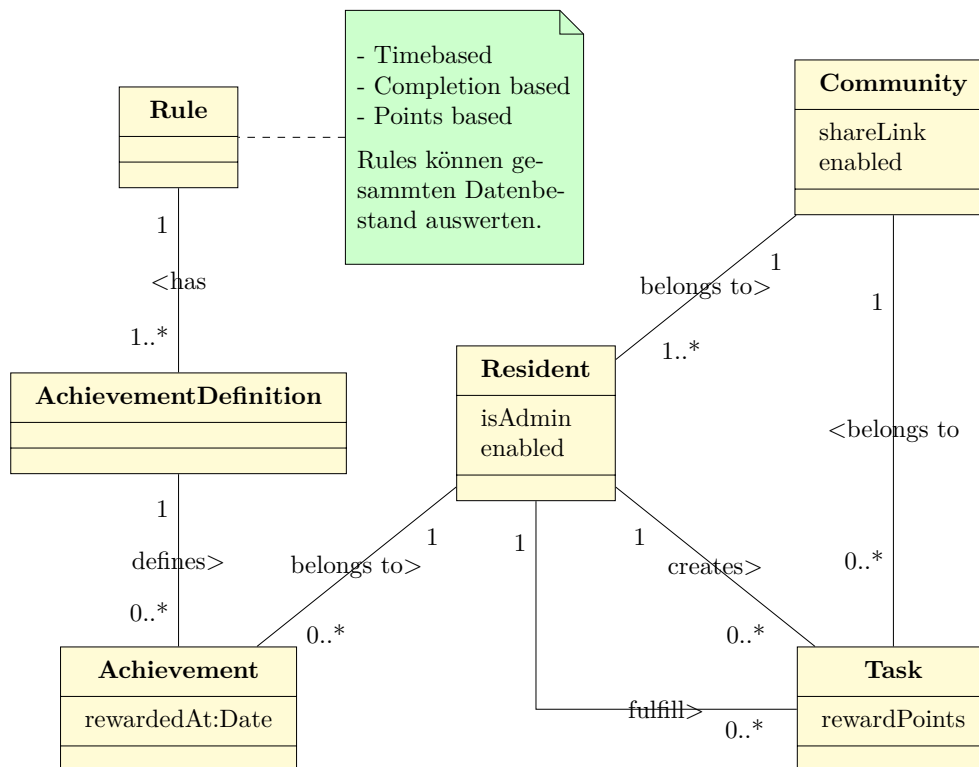 - Timebased
- Completion based
- Points based
Rules können ge-
sammten Datenbe-
stand auswerten.
Rule
Community
shareLink
enabled
1
<has
1..*
1
belongs to>
1..*
1
<belongs to
0..*
AchievementDefinition
Resident
isAdmin
enabled
1
defines>
0..*
1
belongs to>
0..*
1
fulfill>
0..*
1
creates>
0..*
Achievement
rewardedAt:Date
Task
rewardPoints